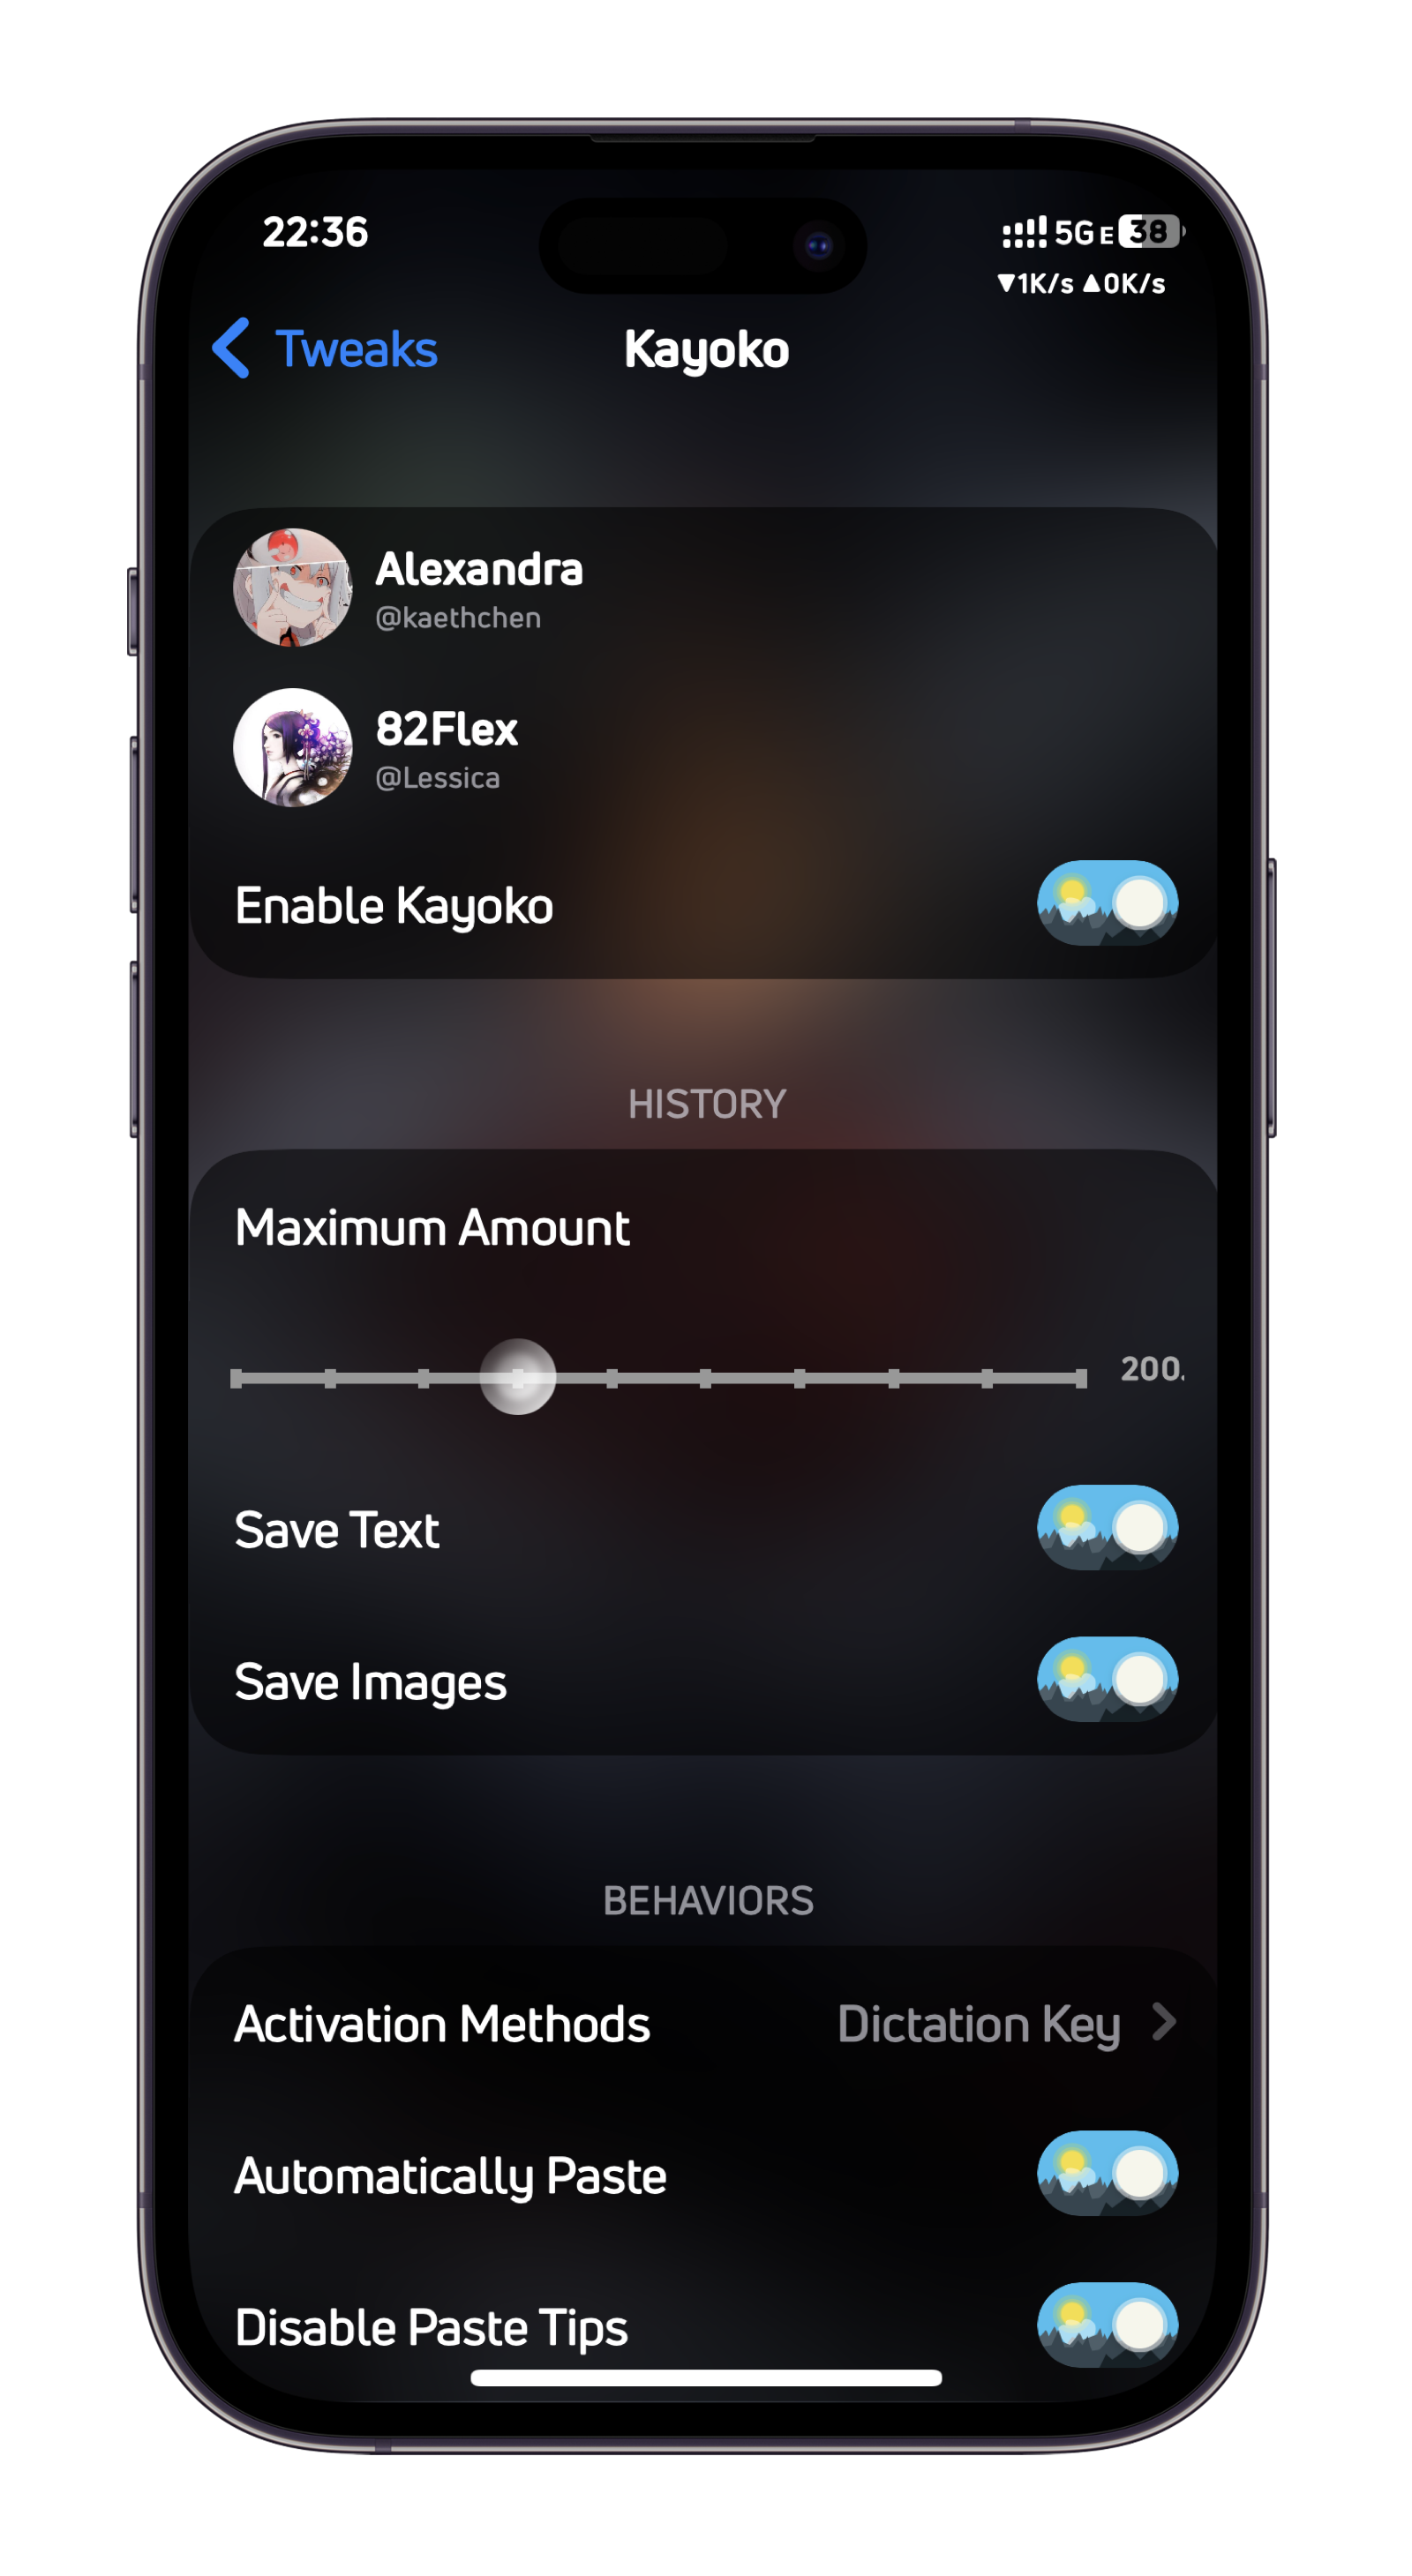 22:36
5G E 38
▼1K/s ▲0K/s
Tweaks
Kayoko
Alexandra
@kaethchen
82Flex
@Lessica
Enable Kayoko
HISTORY
Maximum Amount
200.
Save Text
Save Images
BEHAVIORS
Activation Methods Dictation Key
Automatically Paste
Disable Paste Tips